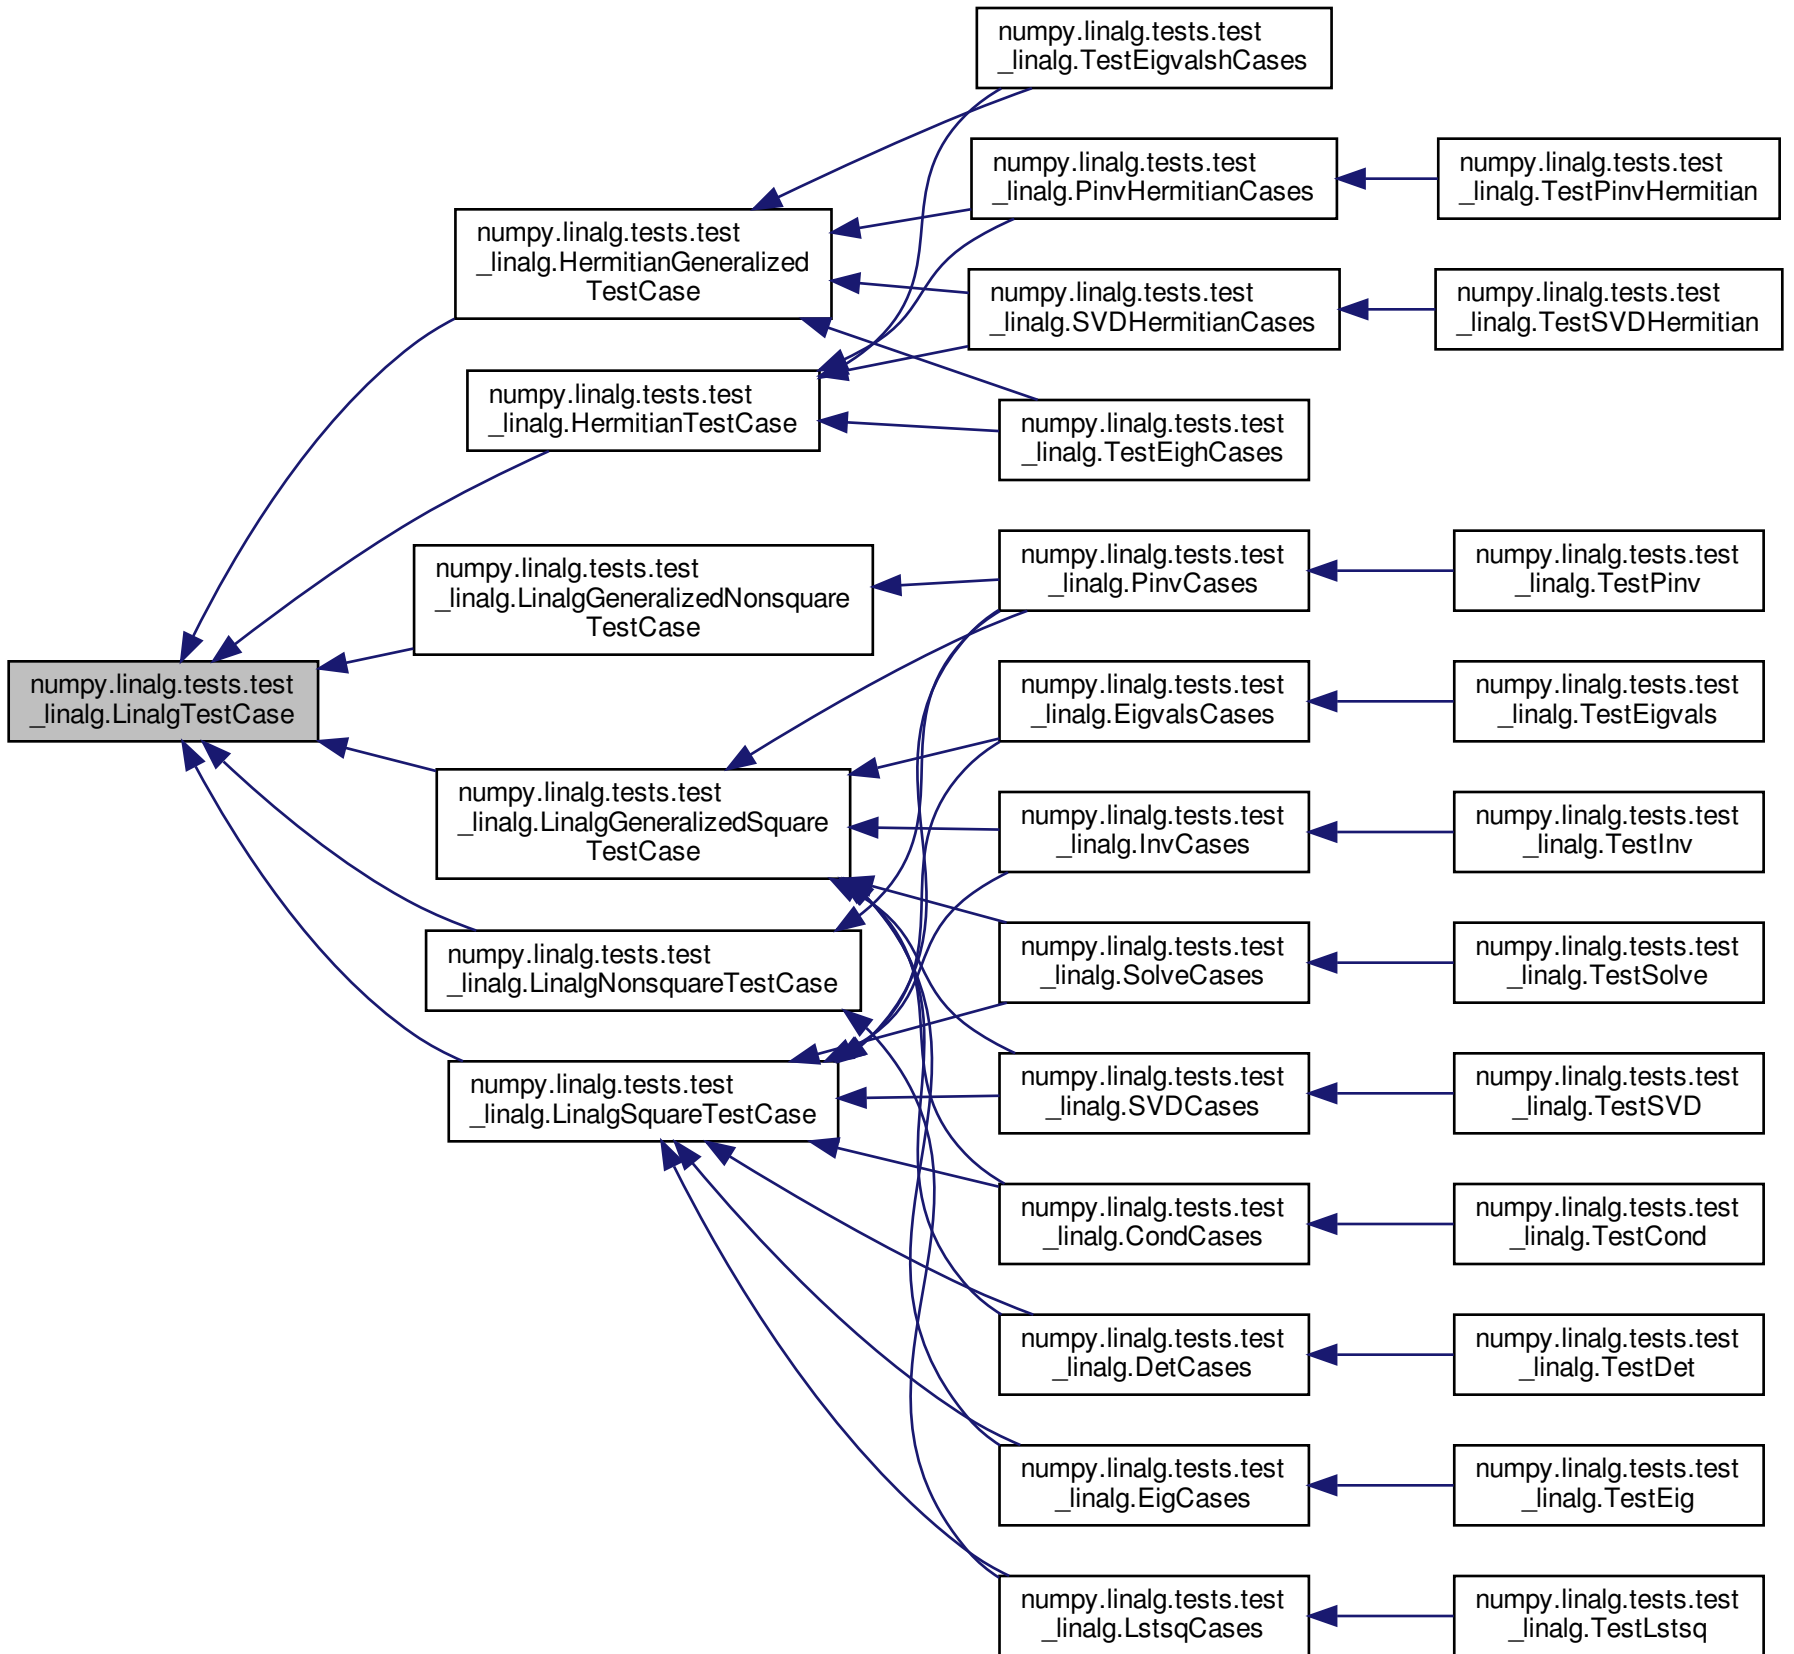 numpy.linalg.tests.test
_linalg.TestEigvalshCases
numpy.linalg.tests.test
_linalg.PinvHermitianCases
numpy.linalg.tests.test
_linalg.TestPinvHermitian
numpy.linalg.tests.test
_linalg.HermitianGeneralized
TestCase
numpy.linalg.tests.test
_linalg.SVDHermitianCases
numpy.linalg.tests.test
_linalg.TestSVDHermitian
numpy.linalg.tests.test
_linalg.HermitianTestCase
numpy.linalg.tests.test
_linalg.TestEighCases
numpy.linalg.tests.test
_linalg.LinalgGeneralizedNonsquare
TestCase
numpy.linalg.tests.test
_linalg.PinvCases
numpy.linalg.tests.test
_linalg.TestPinv
numpy.linalg.tests.test
_linalg.LinalgTestCase
numpy.linalg.tests.test
_linalg.EigvalsCases
numpy.linalg.tests.test
_linalg.TestEigvals
numpy.linalg.tests.test
_linalg.LinalgGeneralizedSquare
TestCase
numpy.linalg.tests.test
_linalg.InvCases
numpy.linalg.tests.test
_linalg.TestInv
numpy.linalg.tests.test
_linalg.LinalgNonsquareTestCase
numpy.linalg.tests.test
_linalg.SolveCases
numpy.linalg.tests.test
_linalg.TestSolve
numpy.linalg.tests.test
_linalg.LinalgSquareTestCase
numpy.linalg.tests.test
_linalg.SVDCases
numpy.linalg.tests.test
_linalg.TestSVD
numpy.linalg.tests.test
_linalg.CondCases
numpy.linalg.tests.test
_linalg.TestCond
numpy.linalg.tests.test
_linalg.DetCases
numpy.linalg.tests.test
_linalg.TestDet
numpy.linalg.tests.test
_linalg.EigCases
numpy.linalg.tests.test
_linalg.TestEig
numpy.linalg.tests.test
_linalg.LstsqCases
numpy.linalg.tests.test
_linalg.TestLstsq